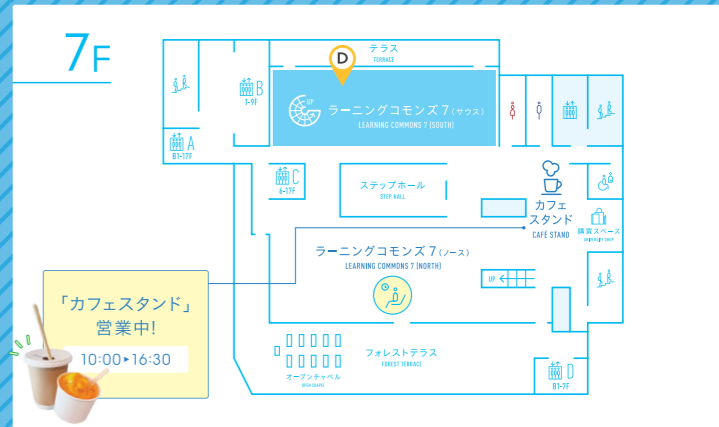 7F
D
テラス
TERRACE
B
1-9F
UP
ラーニングコモンズ 7 (サウス)
LEARNING COMMONS 7 (SOUTH)
A
B1-17F
C
6-17F
ステップホール
STEP HALL
カフェ
スタンド
CAFÉ STAND
購買スペース
UNIVERSITY SHOP
ラーニングコモンズ 7 (ノース)
LEARNING COMMONS 7 (NORTH)
UP
「カフェスタンド」
営業中!
10:00▶16:30
フォレストテラス
FOREST TERRACE
オープンチャペル
OPEN CHAPEL
D
B1-7F